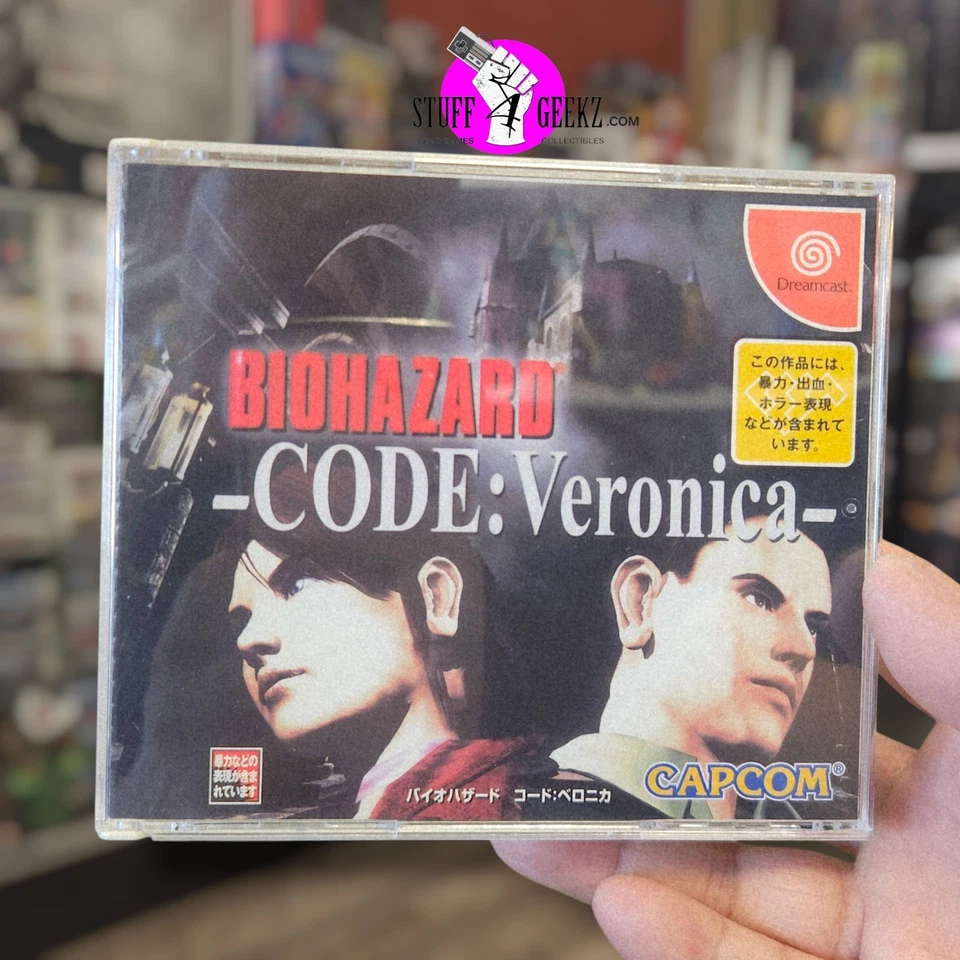 STUFF 4 GEEKZ.COM
COLLECTIBLES
Dreamcast™
この作品には、
暴力・出血・
ホラー表現
などが含まれて
います。
BIOHAZARD
-CODE:Veronica-
暴力などの
表現が含ま
れています
バイオハザード コード:ベロニカ
CAPCOM®